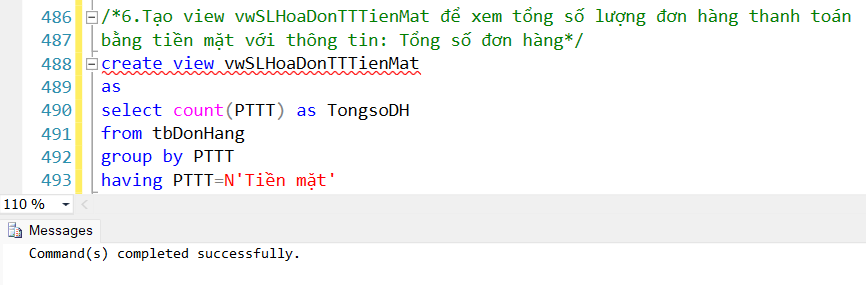 486 /*6.Tạo view vwSLHoaDonTTTienMat để xem tổng số lượng đơn hàng thanh toán
487 bằng tiền mặt với thông tin: Tổng số đơn hàng*/
488 create view vwSLHoaDonTTTienMat
489 as
490 select count(PTTT) as TongsoDH
491 from tbDonHang
492 group by PTTT
493 having PTTT=N'Tiền mặt'
110 %
Messages
Command(s) completed successfully.